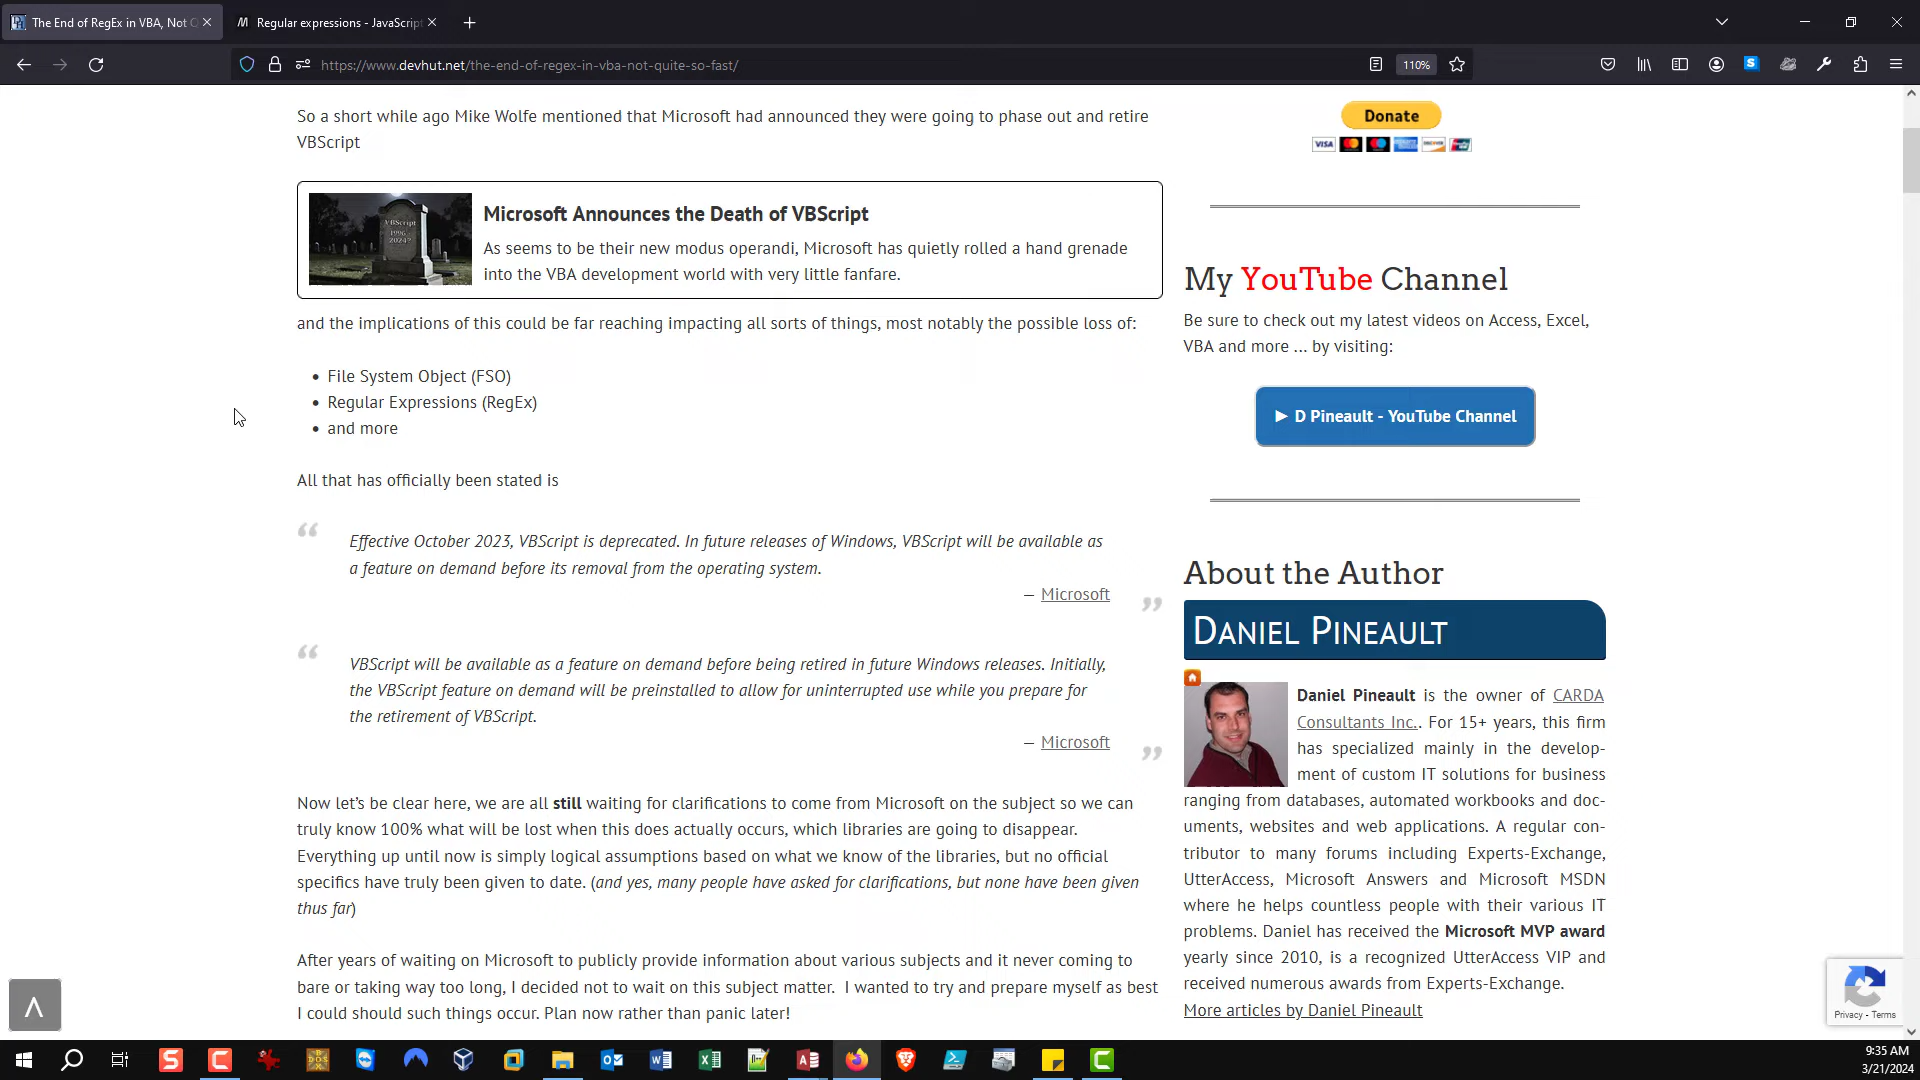 The End of RegEx in VBA, Not Q
Regular expressions - JavaScript
https://www.devhut.net/the-end-of-regex-in-vba-not-quite-so-fast/
110%
So a short while ago Mike Wolfe mentioned that Microsoft had announced they were going to phase out and retire
VBScript
VBScript
1996
2024?
Microsoft Announces the Death of VBScript
As seems to be their new modus operandi, Microsoft has quietly rolled a hand grenade
into the VBA development world with very little fanfare.
and the implications of this could be far reaching impacting all sorts of things, most notably the possible loss of:
• File System Object (FSO)
• Regular Expressions (RegEx)
• and more
All that has officially been stated is
“ Effective October 2023, VBScript is deprecated. In future releases of Windows, VBScript will be available as
a feature on demand before its removal from the operating system.
— Microsoft ”
“ VBScript will be available as a feature on demand before being retired in future Windows releases. Initially,
the VBScript feature on demand will be preinstalled to allow for uninterrupted use while you prepare for
the retirement of VBScript.
— Microsoft ”
Now let’s be clear here, we are all still waiting for clarifications to come from Microsoft on the subject so we can
truly know 100% what will be lost when this does actually occurs, which libraries are going to disappear.
Everything up until now is simply logical assumptions based on what we know of the libraries, but no official
specifics have truly been given to date. (and yes, many people have asked for clarifications, but none have been given
thus far)
After years of waiting on Microsoft to publicly provide information about various subjects and it never coming to
bare or taking way too long, I decided not to wait on this subject matter. I wanted to try and prepare myself as best
I could should such things occur. Plan now rather than panic later!
Donate
VISA
My YouTube Channel
Be sure to check out my latest videos on Access, Excel,
VBA and more ... by visiting:
► D Pineault - YouTube Channel
About the Author
Daniel Pineault
Daniel Pineault is the owner of CARDA
Consultants Inc.. For 15+ years, this firm
has specialized mainly in the develop-
ment of custom IT solutions for business
ranging from databases, automated workbooks and doc-
uments, websites and web applications. A regular con-
tributor to many forums including Experts-Exchange,
UtterAccess, Microsoft Answers and Microsoft MSDN
where he helps countless people with their various IT
problems. Daniel has received the Microsoft MVP award
yearly since 2010, is a recognized UtterAccess VIP and
received numerous awards from Experts-Exchange.
More articles by Daniel Pineault
Privacy - Terms
9:35 AM
3/21/2024